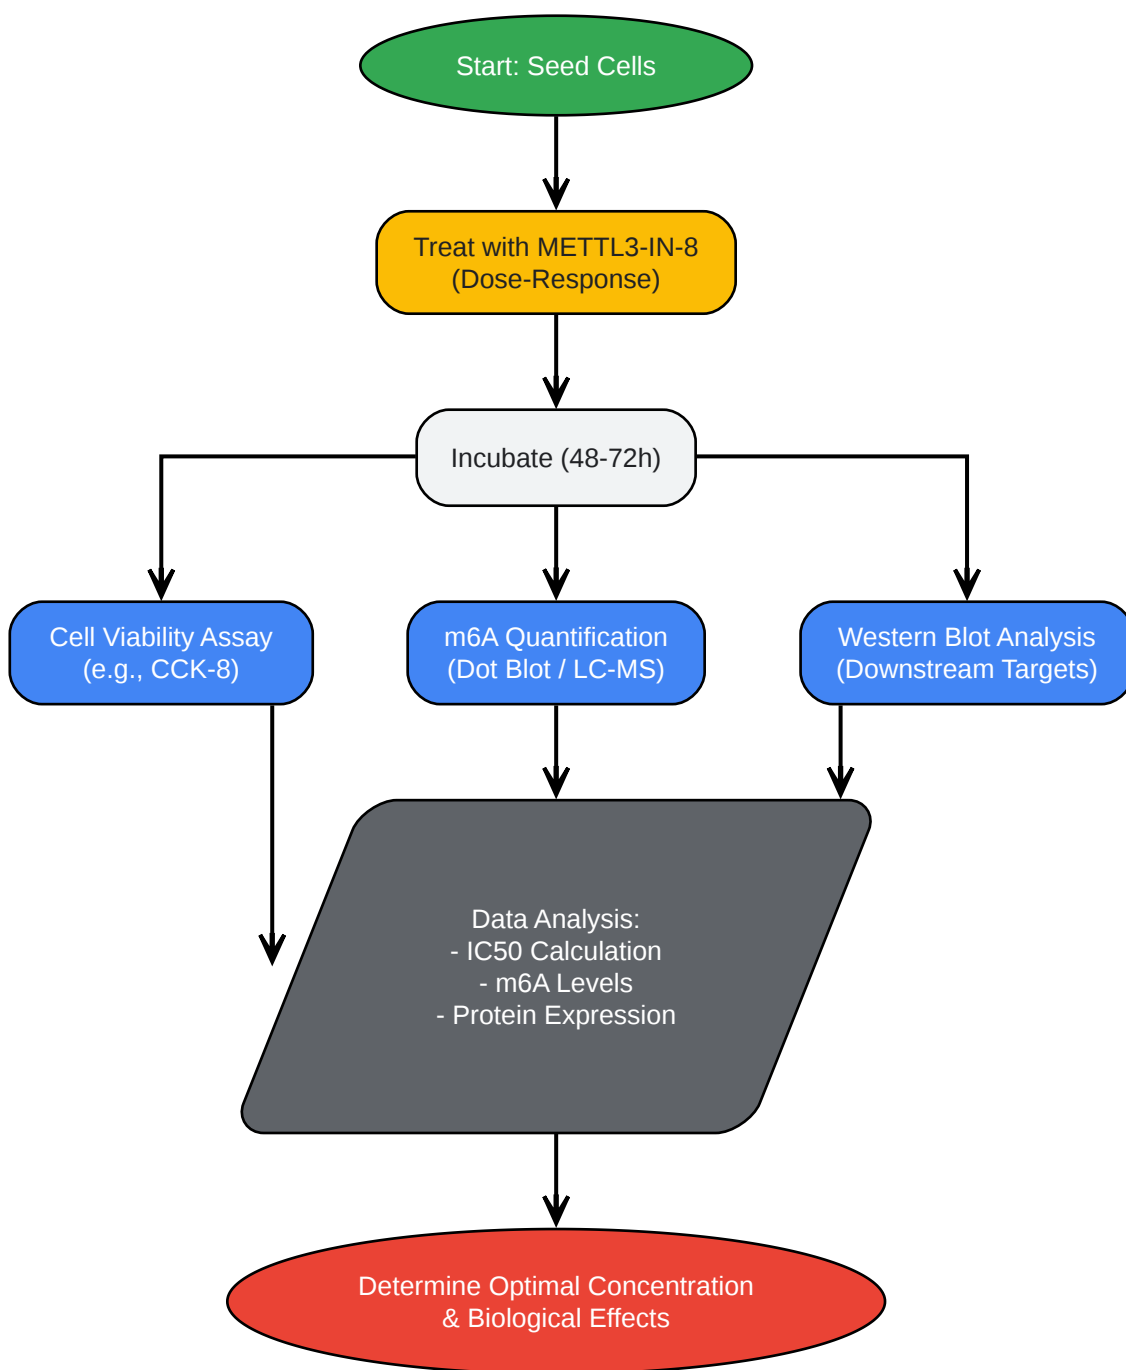 Start: Seed Cells
Treat with METTL3-IN-8
(Dose-Response)
Incubate (48-72h)
Cell Viability Assay
(e.g., CCK-8)
m6A Quantification
(Dot Blot / LC-MS)
Western Blot Analysis
(Downstream Targets)
Data Analysis:
- IC50 Calculation
- m6A Levels
- Protein Expression
Determine Optimal Concentration
& Biological Effects